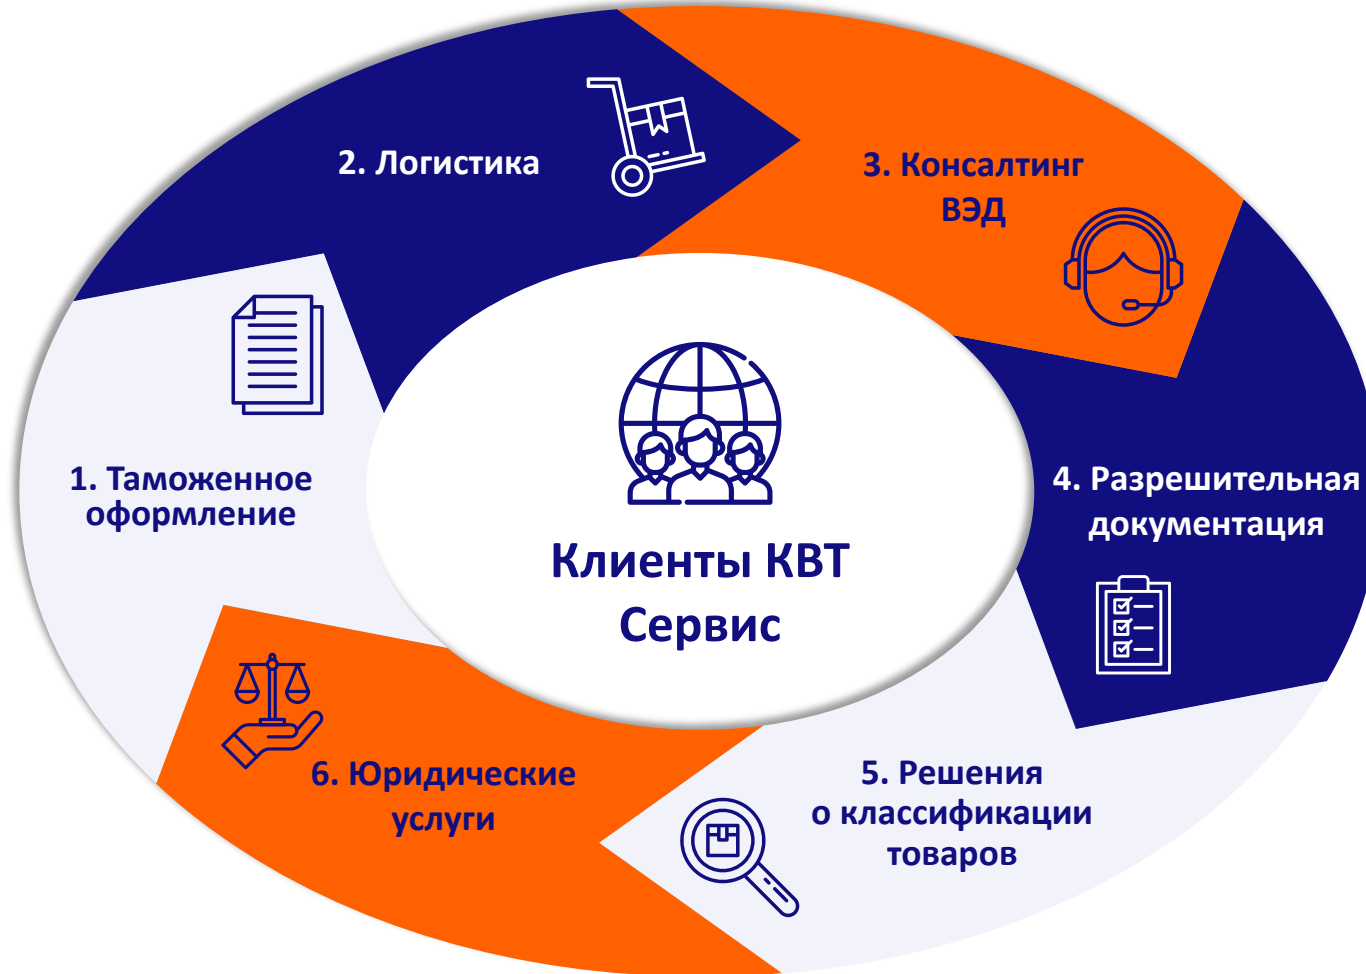 1. Таможенное
оформление
2. Логистика
3. Консалтинг
ВЭД
4. Разрешительная
документация
5. Решения
о классификации
товаров
6. Юридические
услуги
Клиенты КВТ
Сервис